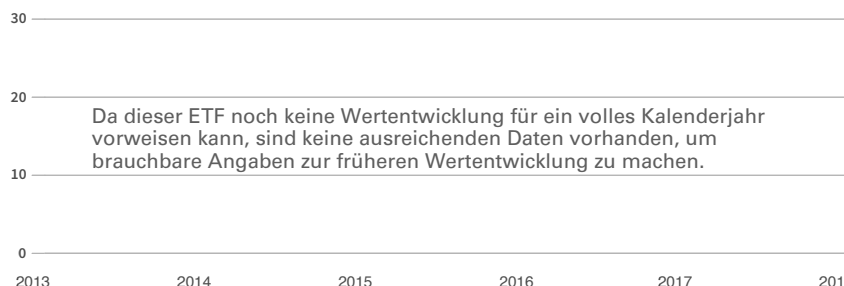 30
20
Da dieser ETF noch keine Wertentwicklung für ein volles Kalenderjahr
vorweisen kann, sind keine ausreichenden Daten vorhanden, um
brauchbare Angaben zur früheren Wertentwicklung zu machen.
10
0
2013 2014 2015 2016 2017 201